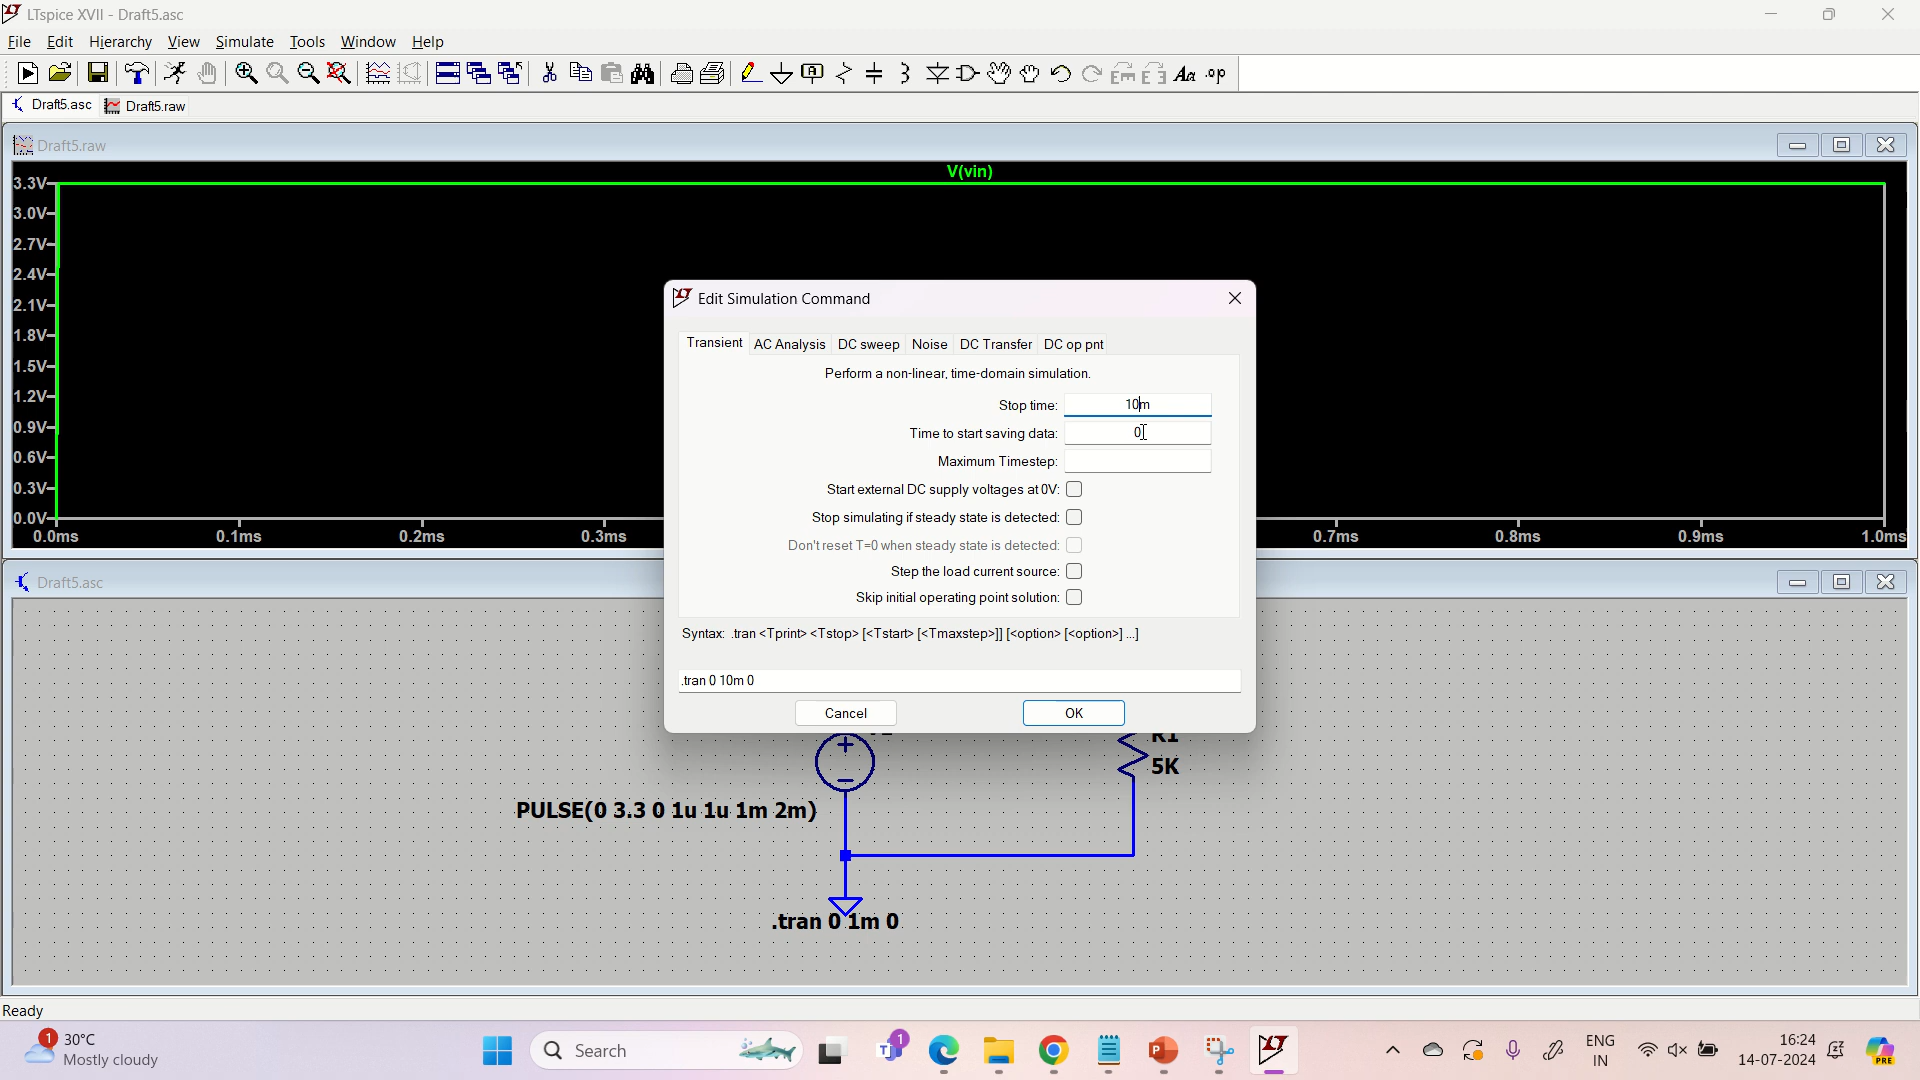 LTspice XVII - Draft5.asc
File Edit Hierarchy View Simulate Tools Window Help
Draft5.asc Draft5.raw
Draft5.raw
V(vin)
3.3V
3.0V
2.7V
2.4V
2.1V
1.8V
1.5V
1.2V
0.9V
0.6V
0.3V
0.0V
0.0ms 0.1ms 0.2ms 0.3ms 0.7ms 0.8ms 0.9ms 1.0ms
Edit Simulation Command
Transient AC Analysis DC sweep Noise DC Transfer DC op pnt
Perform a non-linear, time-domain simulation.
Stop time: 10m
Time to start saving data: 0
Maximum Timestep:
Start external DC supply voltages at 0V:
Stop simulating if steady state is detected:
Don't reset T=0 when steady state is detected:
Step the load current source:
Skip initial operating point solution:
Syntax: .tran <Tprint> <Tstop> [<Tstart> [<Tmaxstep>]] [<option> [<option>] ...]
.tran 0 10m 0
Cancel OK
Draft5.asc
R1
5K
PULSE(0 3.3 0 1u 1u 1m 2m)
.tran 0 1m 0
Ready
1 30°C
Mostly cloudy
Search
1
ENG
IN
16:24
14-07-2024
PRE